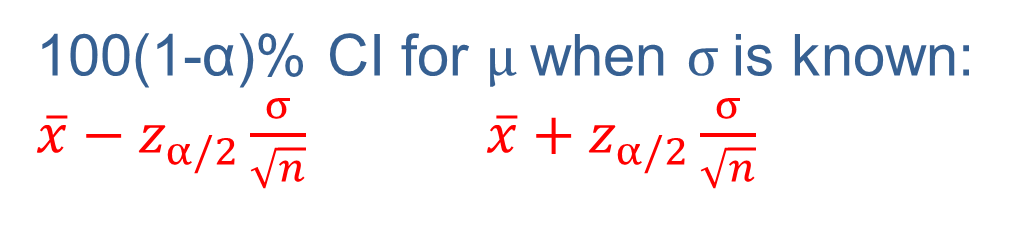 100(1-α)% CI for μ when σ is known:
x̄ − z_{α/2} σ/√n x̄ + z_{α/2} σ/√n